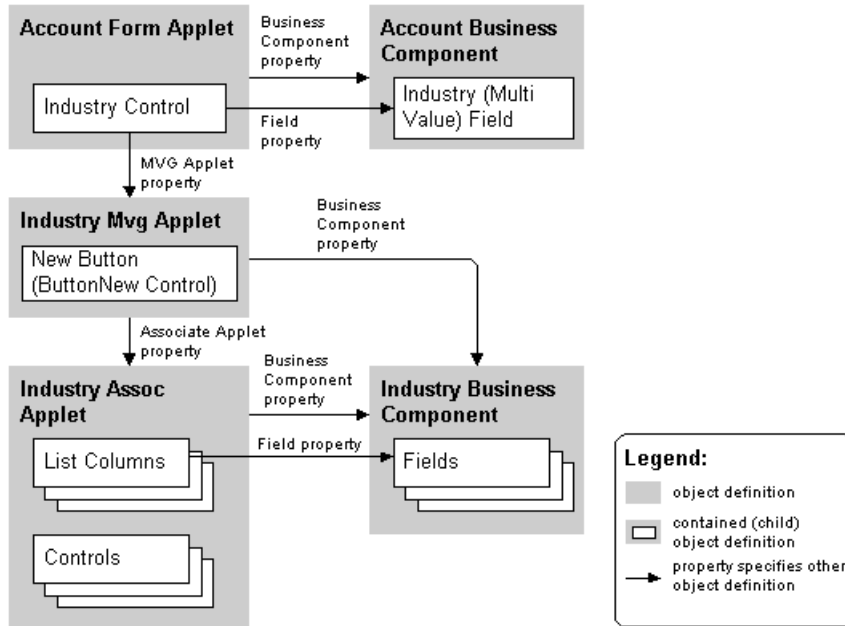 Account Form Applet
Business
Component
property
Account Business
Component
Industry Control
Field
property
Industry (Multi
Value) Field
MVG Applet
property
Industry Mvg Applet
Business
Component
property
New Button
(ButtonNew Control)
Associate Applet
property
Industry Assoc
Applet
Business
Component
property
Industry Business
Component
List Columns
Field property
Fields
Controls
Legend:
object definition
contained (child)
object definition
property specifies other
object definition